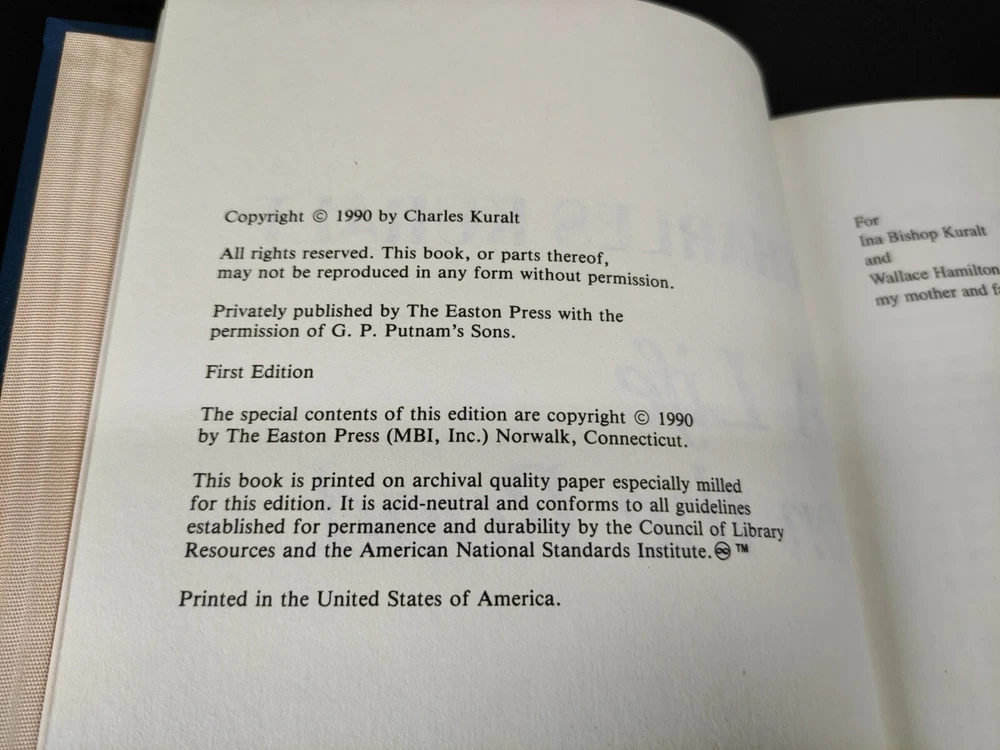 Copyright © 1990 by Charles Kuralt
All rights reserved. This book, or parts thereof,
may not be reproduced in any form without permission.
Privately published by The Easton Press with the
permission of G. P. Putnam's Sons.
First Edition
The special contents of this edition are copyright © 1990
by The Easton Press (MBI, Inc.) Norwalk, Connecticut.
This book is printed on archival quality paper especially milled
for this edition. It is acid-neutral and conforms to all guidelines
established for permanence and durability by the Council of Library
Resources and the American National Standards Institute.♾™
Printed in the United States of America.
For
Ina Bishop Kuralt
and
Wallace Hamilton
my mother and